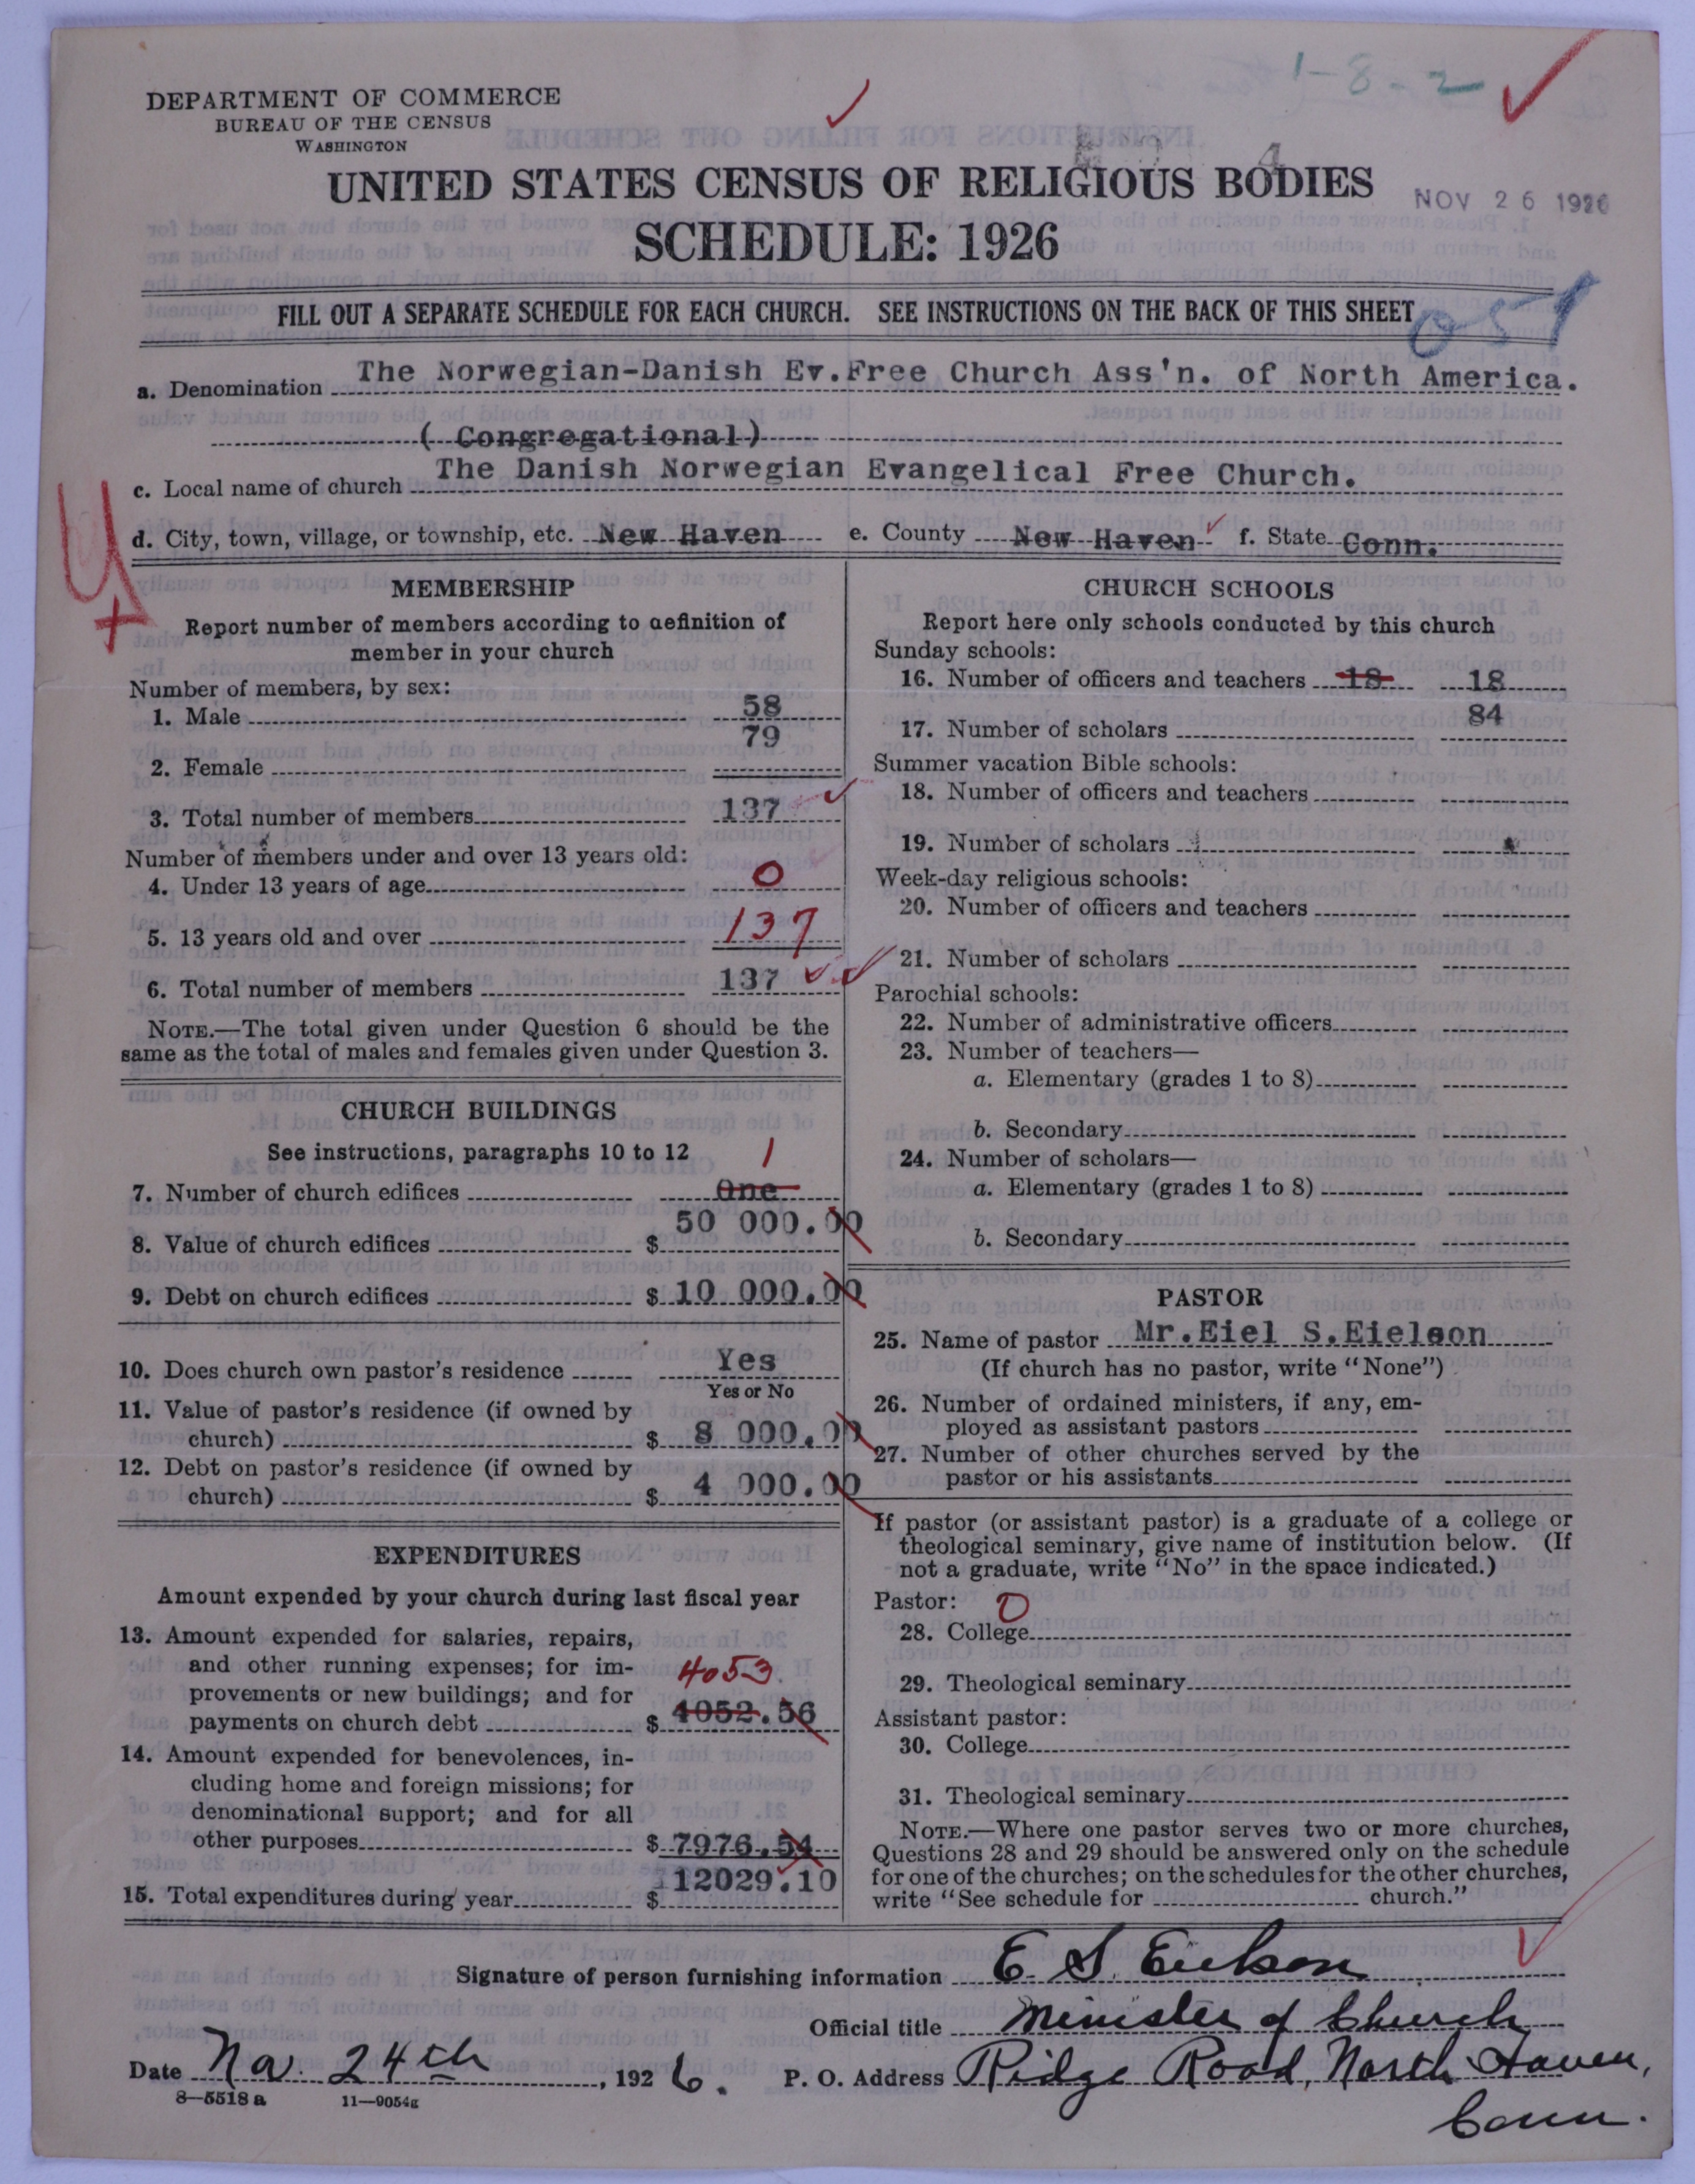 1-8-2
DEPARTMENT OF COMMERCE
BUREAU OF THE CENSUS
WASHINGTON
UNITED STATES CENSUS OF RELIGIOUS BODIES
NOV 26 1926
SCHEDULE: 1926
FILL OUT A SEPARATE SCHEDULE FOR EACH CHURCH. SEE INSTRUCTIONS ON THE BACK OF THIS SHEET
051
a. Denomination The Norwegian-Danish Ev.Free Church Ass'n. of North America.
( Congregational)
c. Local name of church The Danish Norwegian Evangelical Free Church.
d. City, town, village, or township, etc. New Haven e. County New Haven f. State Conn.
MEMBERSHIP
Report number of members according to definition of
member in your church
Number of members, by sex:
1. Male 58
2. Female 79
3. Total number of members 137
Number of members under and over 13 years old:
4. Under 13 years of age 0
5. 13 years old and over 137
6. Total number of members 137
NOTE.—The total given under Question 6 should be the
same as the total of males and females given under Question 3.
CHURCH BUILDINGS
See instructions, paragraphs 10 to 12
1
7. Number of church edifices One
8. Value of church edifices $ 50 000.00
9. Debt on church edifices $ 10 000.00
10. Does church own pastor's residence Yes
Yes or No
11. Value of pastor's residence (if owned by
church) $ 8 000.00
12. Debt on pastor's residence (if owned by
church) $ 4 000.00
EXPENDITURES
Amount expended by your church during last fiscal year
13. Amount expended for salaries, repairs,
and other running expenses; for im-
provements or new buildings; and for
4053
payments on church debt $ 4052.56
14. Amount expended for benevolences, in-
cluding home and foreign missions; for
denominational support; and for all
other purposes $ 7976.54
15. Total expenditures during year $ 12029.10
CHURCH SCHOOLS
Report here only schools conducted by this church
Sunday schools:
16. Number of officers and teachers 18 18
17. Number of scholars 84
Summer vacation Bible schools:
18. Number of officers and teachers
19. Number of scholars
Week-day religious schools:
20. Number of officers and teachers
21. Number of scholars
Parochial schools:
22. Number of administrative officers
23. Number of teachers—
a. Elementary (grades 1 to 8)
b. Secondary
24. Number of scholars—
a. Elementary (grades 1 to 8)
b. Secondary
PASTOR
25. Name of pastor Mr.Eiel S.Eielson
(If church has no pastor, write "None")
26. Number of ordained ministers, if any, em-
ployed as assistant pastors
27. Number of other churches served by the
pastor or his assistants
If pastor (or assistant pastor) is a graduate of a college or
theological seminary, give name of institution below. (If
not a graduate, write "No" in the space indicated.)
Pastor: 0
28. College
29. Theological seminary
Assistant pastor:
30. College
31. Theological seminary
NOTE.—Where one pastor serves two or more churches,
Questions 28 and 29 should be answered only on the schedule
for one of the churches; on the schedules for the other churches,
write "See schedule for church."
Signature of person furnishing information E. S. Eielson
Official title Minister of Church
Date Nov. 24th, 1926. P. O. Address Ridge Road, North Haven,
Conn.
8—5518 a 11—9054g